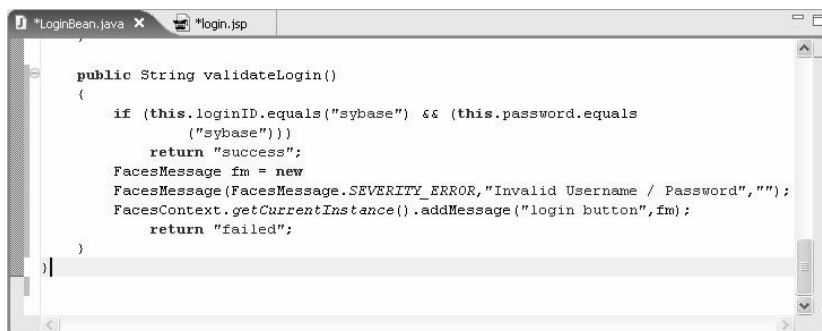 *LoginBean.java
*login.jsp
}
public String validateLogin()
{
if (this.loginID.equals("sybase") && (this.password.equals
("sybase")))
return "success";
FacesMessage fm = new
FacesMessage(FacesMessage.SEVERITY_ERROR,"Invalid Username / Password","");
FacesContext.getCurrentInstance().addMessage("login button",fm);
return "failed";
}
}